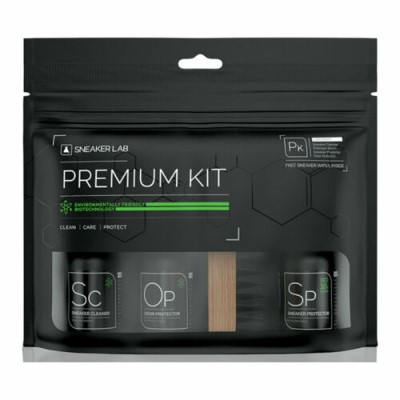 SNEAKER LAB
Pk
FREE SNEAKER WIPES INSIDE
PREMIUM KIT
ENVIRONMENTALLY FRIENDLY
BIOTECHNOLOGY
CLEAN | CARE | PROTECT
Sc
SNEAKER CLEANER
Op
ODOR PROTECTOR
Sp
SNEAKER PROTECTOR